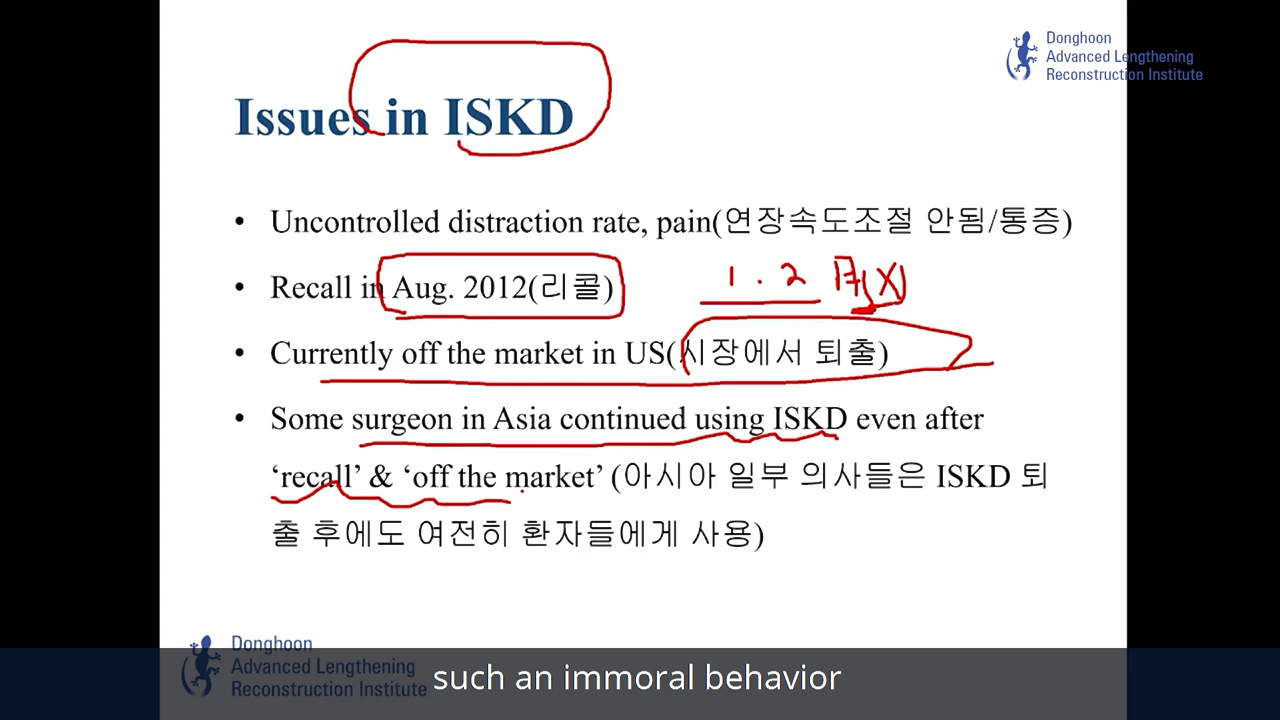 Donghoon
Advanced Lengthening
Reconstruction Institute
Issues in ISKD
• Uncontrolled distraction rate, pain(연장속도조절 안됨/통증)
• Recall in Aug. 2012(리콜)
1.2
(X)
• Currently off the market in US(시장에서 퇴출)
• Some surgeon in Asia continued using ISKD even after
‘recall’ & ‘off the market’ (아시아 일부 의사들은 ISKD 퇴
출 후에도 여전히 환자들에게 사용)
Donghoon
Advanced Lengthening
Reconstruction Institute
such an immoral behavior